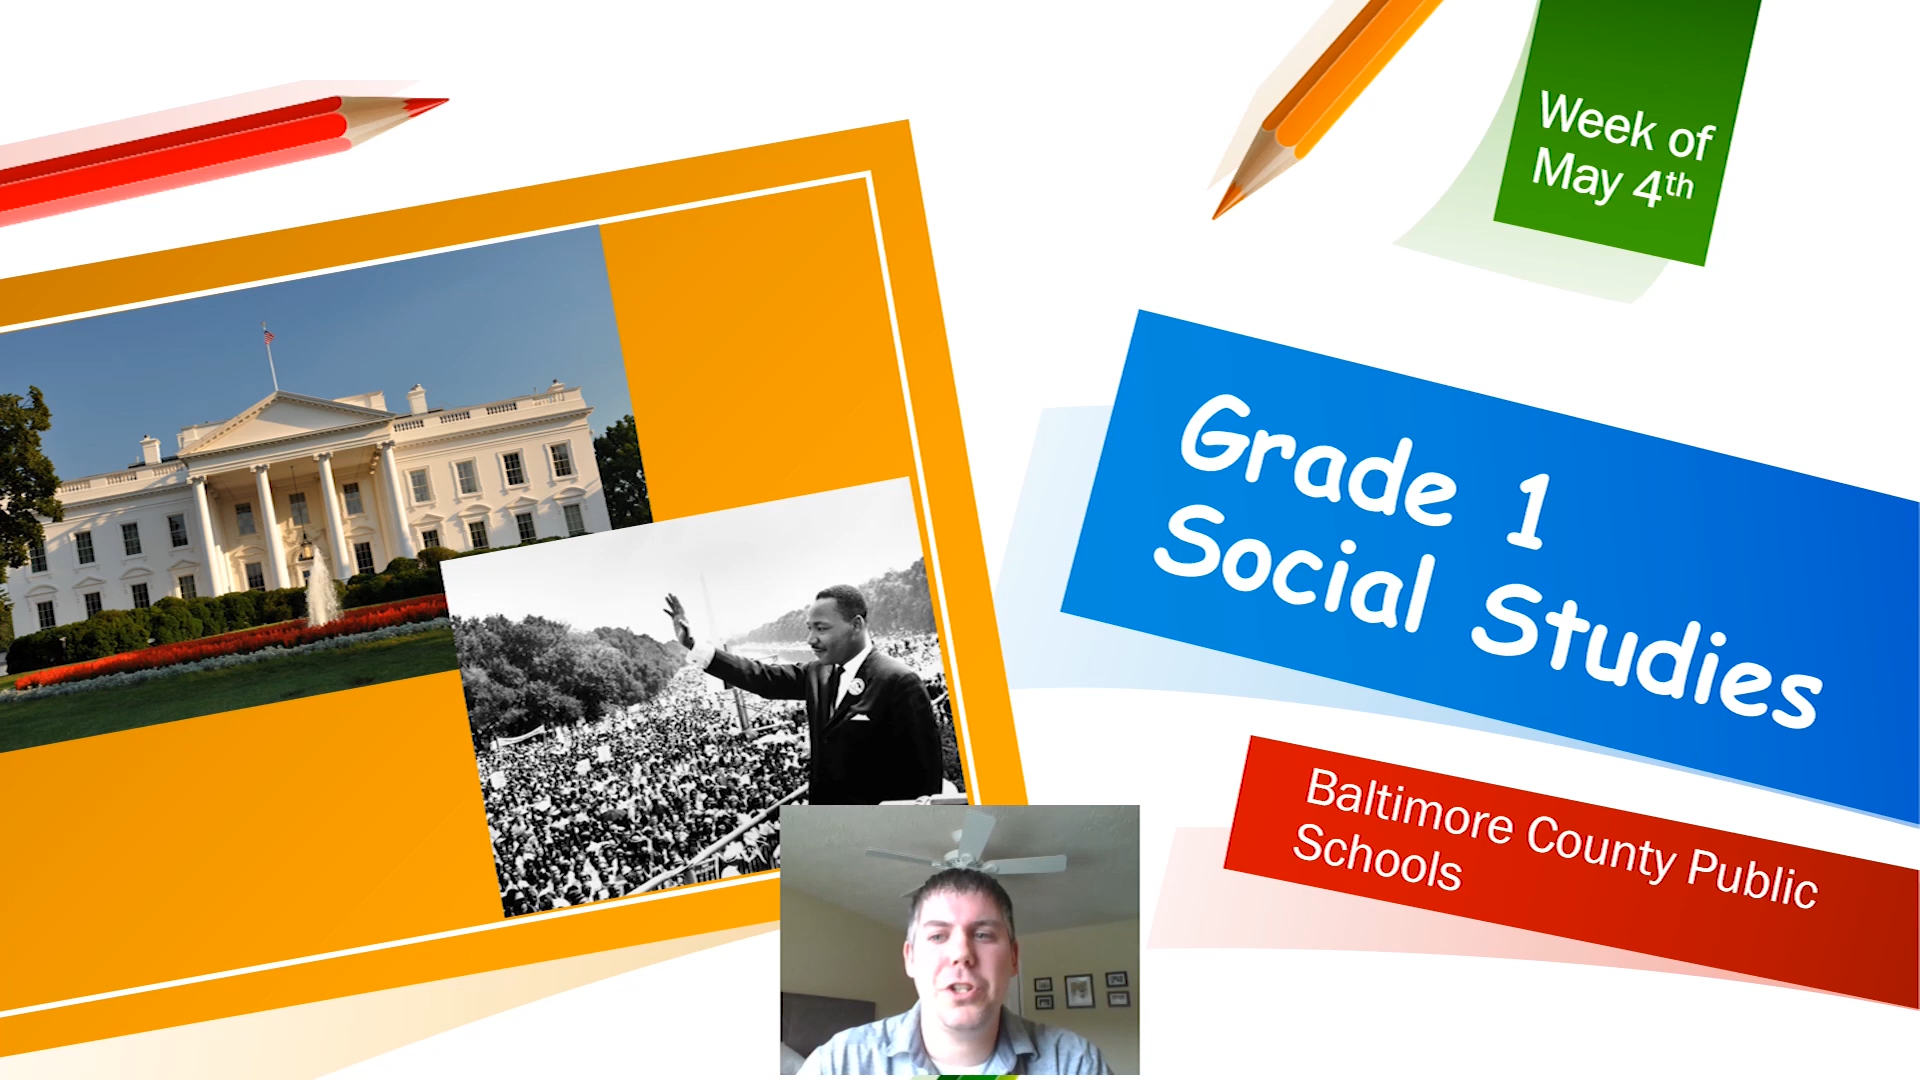 Week of
May 4th
Grade 1
Social Studies
Baltimore County Public
Schools